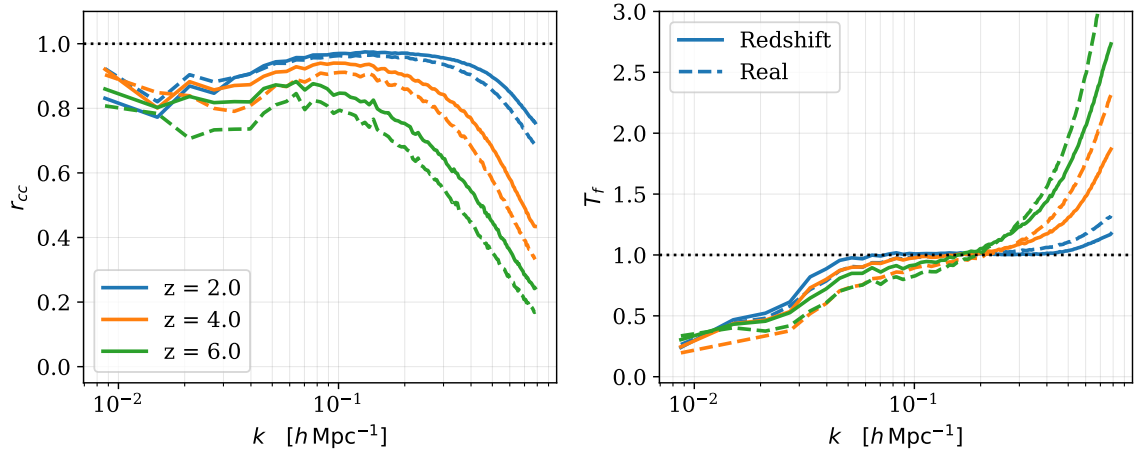 1.0
0.8
0.6
0.4
0.2
0.0
r_cc
z = 2.0
z = 4.0
z = 6.0
10⁻² 10⁻¹
k [h Mpc⁻¹]
3.0
2.5
2.0
1.5
1.0
0.5
0.0
T_f
Redshift
Real
10⁻² 10⁻¹
k [h Mpc⁻¹]